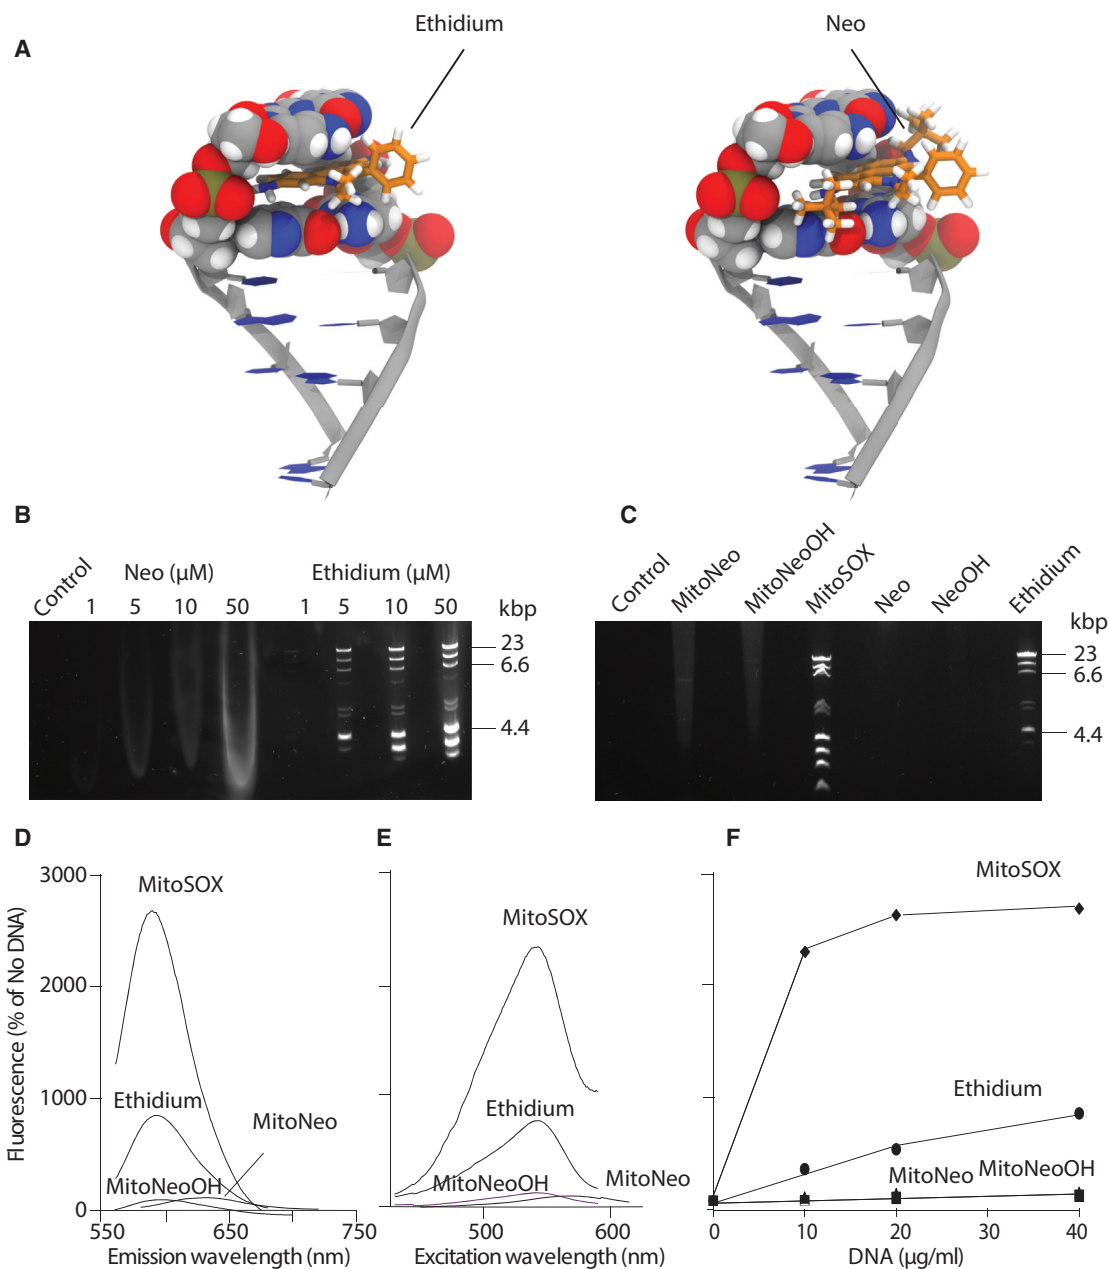 A
Ethidium
Neo
B
Control
Neo (µM)
Ethidium (µM)
1 5 10 50 1 5 10 50 kbp
23
6.6
4.4
C
Control
MitoNeo
MitoNeoOH
MitoSOX
Neo
NeoOH
Ethidium
kbp
23
6.6
4.4
D
Fluorescence (% of No DNA)
3000
2000
1000
0
MitoSOX
Ethidium
MitoNeo
MitoNeoOH
550 650 750
Emission wavelength (nm)
E
MitoSOX
Ethidium
MitoNeoOH
MitoNeo
500 600
Excitation wavelength (nm)
F
MitoSOX
Ethidium
MitoNeo
MitoNeoOH
0 10 20 30 40
DNA (µg/ml)